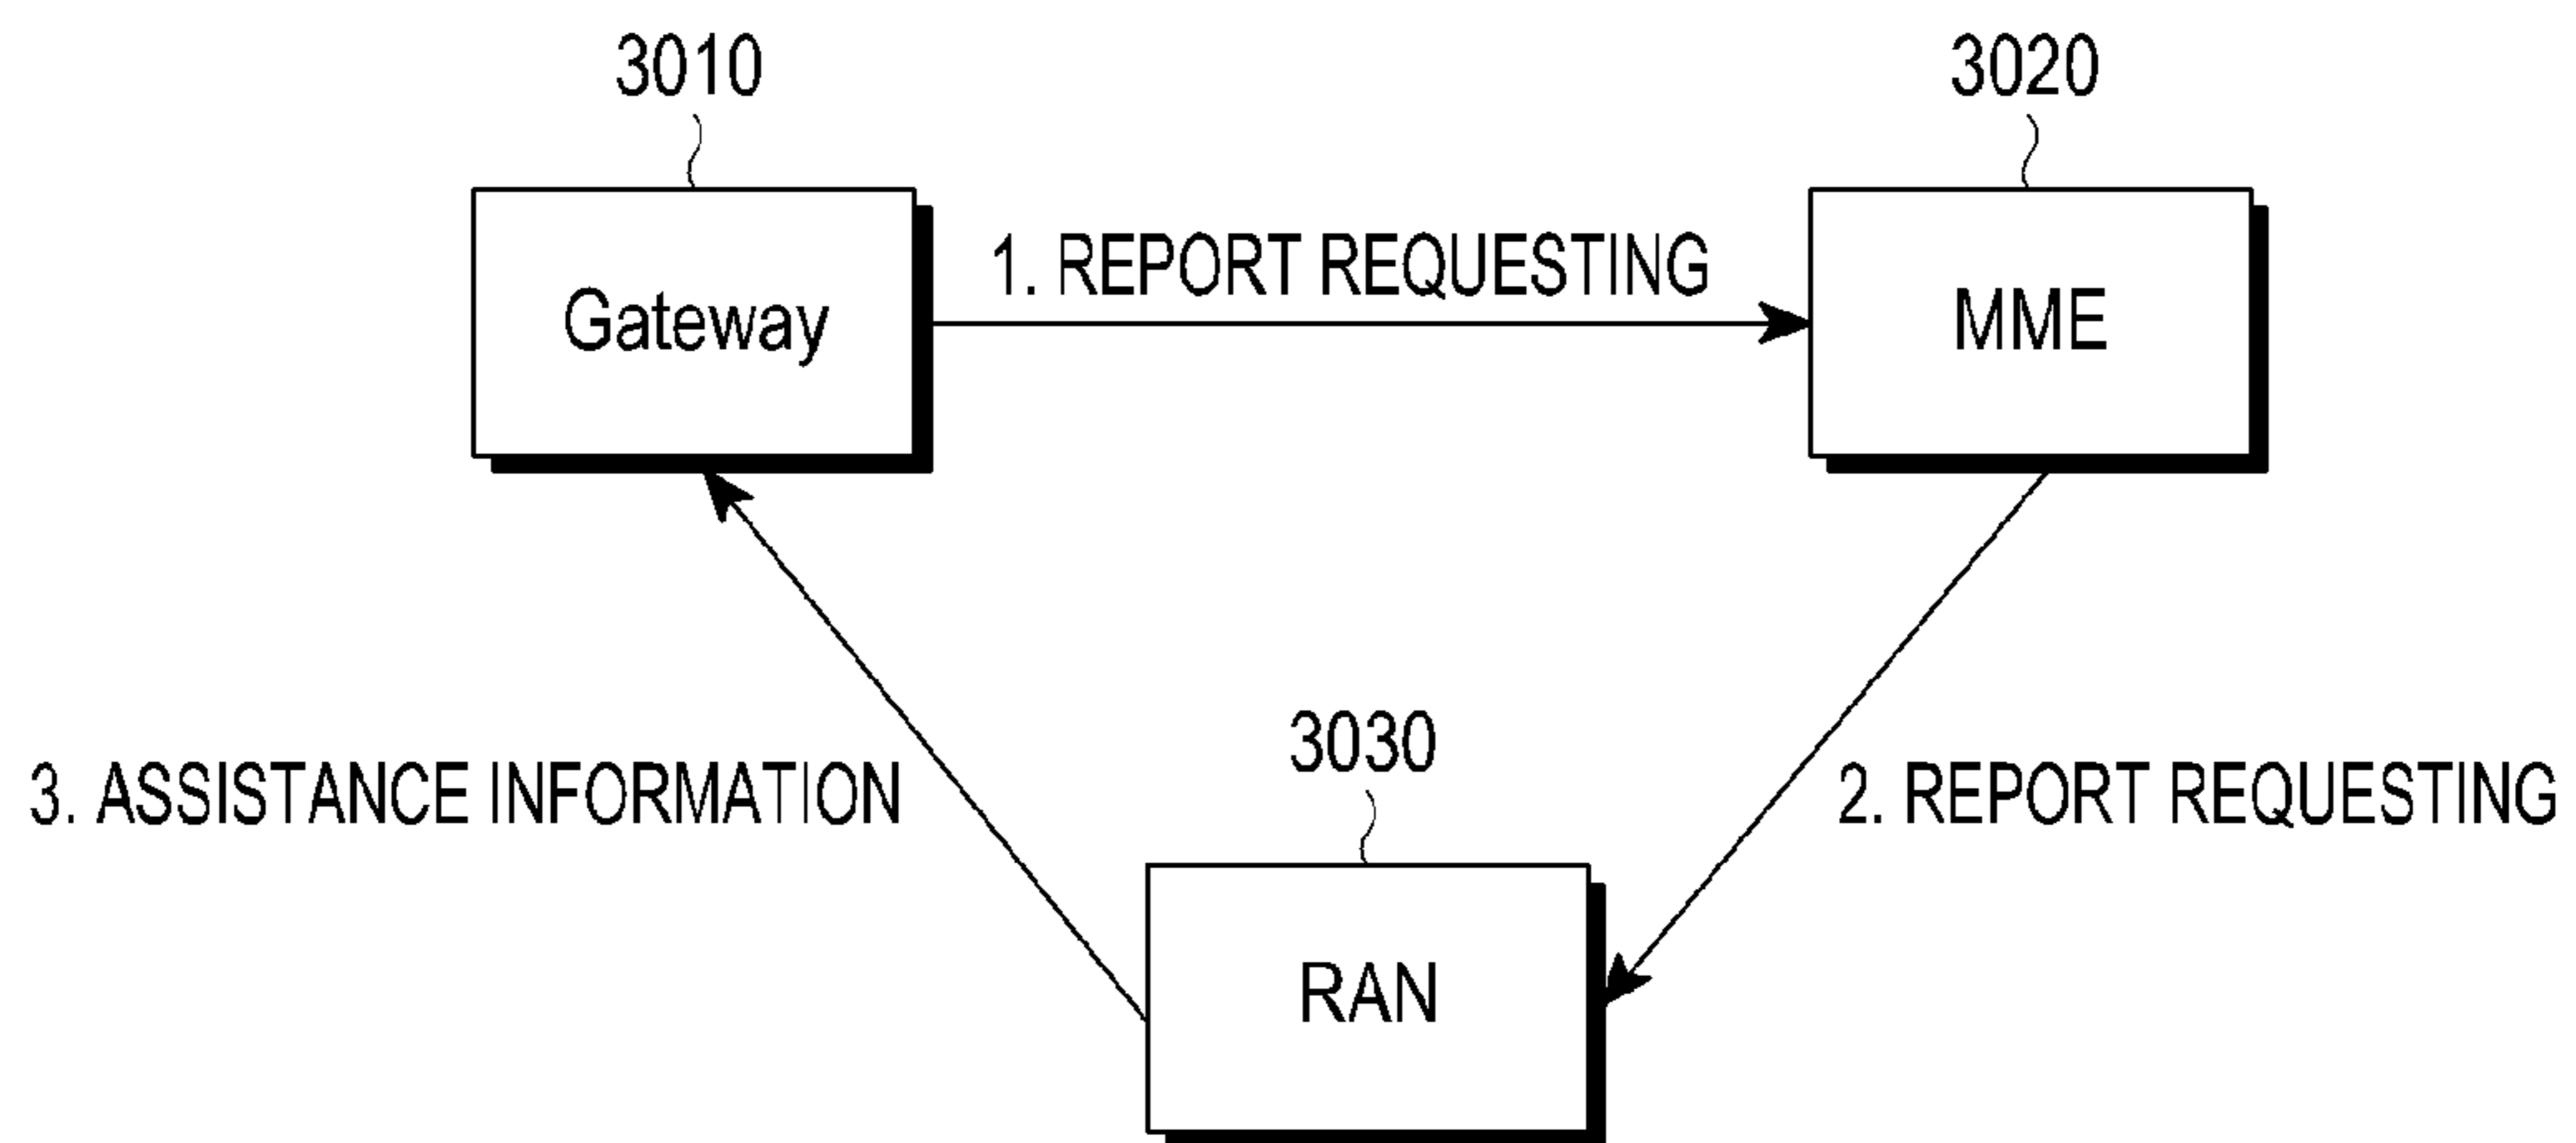 3010
3020
1. REPORT REQUESTING
Gateway
MME
3030
3. ASSISTANCE INFORMATION
2. REPORT REQUESTING
RAN